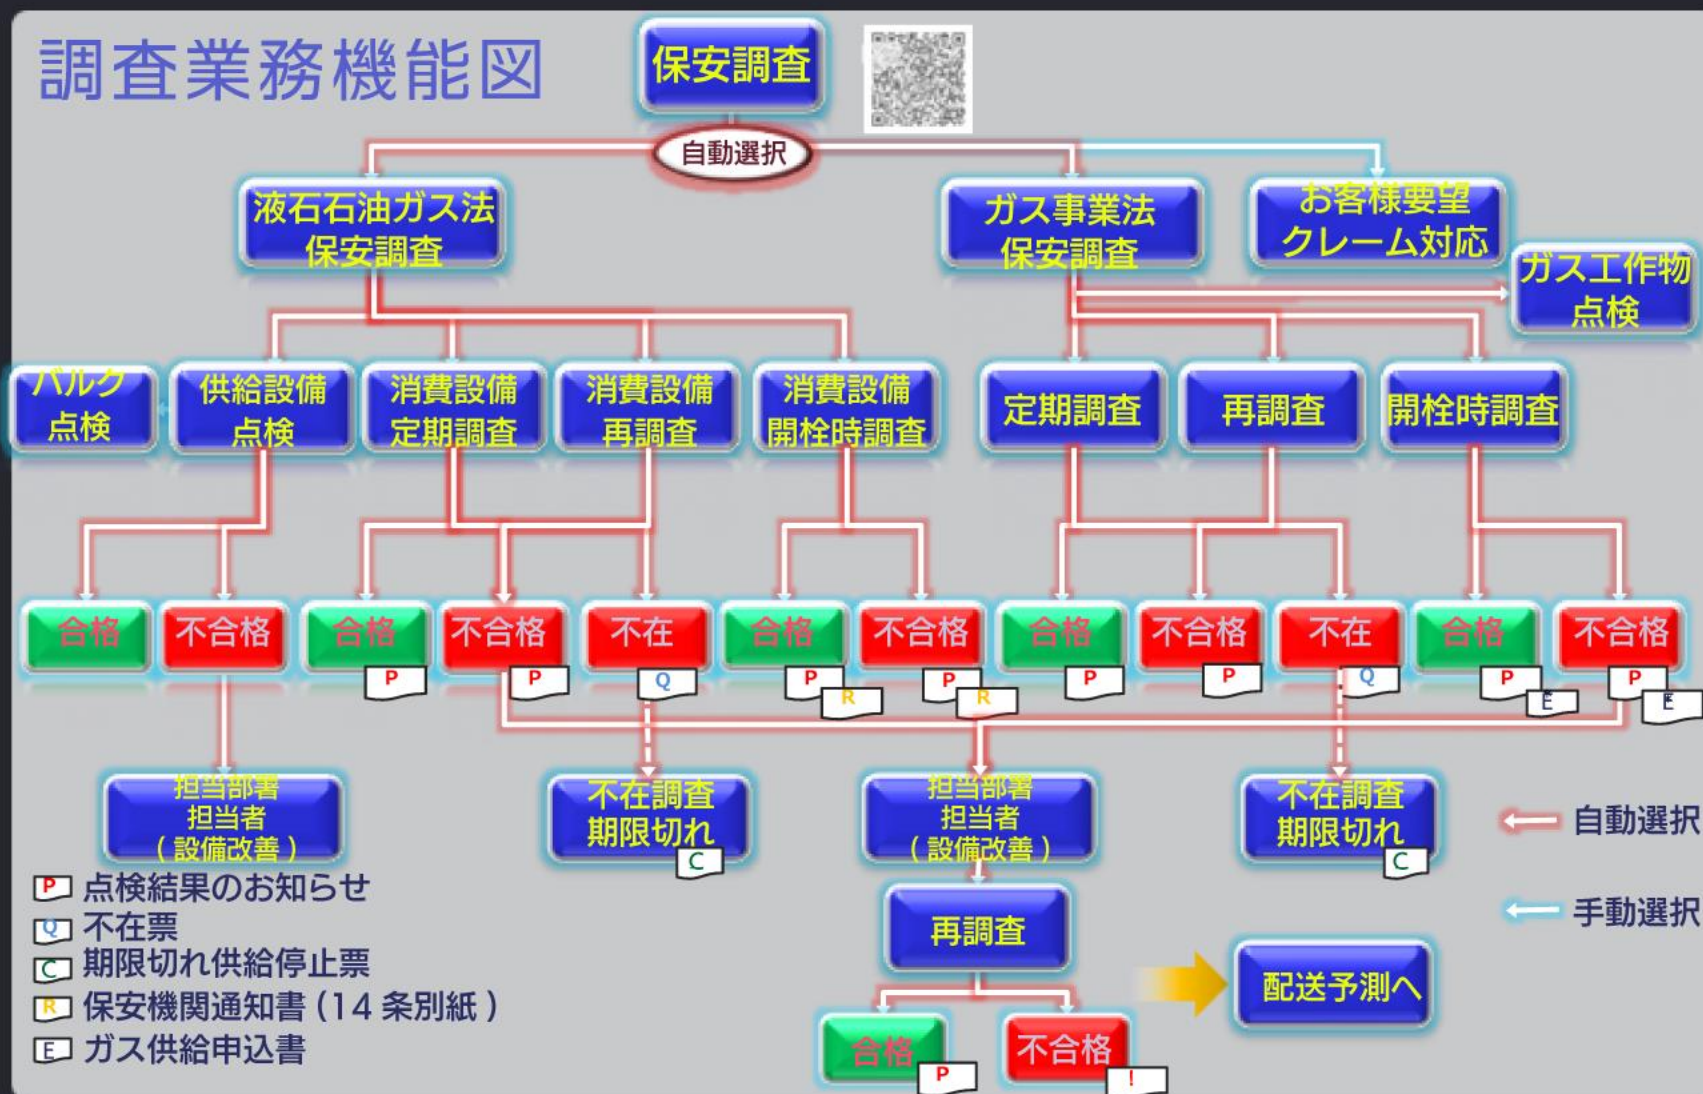 調査業務機能図
保安調査
自動選択
液石石油ガス法
保安調査
ガス事業法
保安調査
お客様要望
クレーム対応
ガス工作物
点検
バルク
点検
供給設備
点検
消費設備
定期調査
消費設備
再調査
消費設備
開栓時調査
定期調査
再調査
開栓時調査
合格
不合格
合格
P
不合格
P
不在
Q
合格
P
R
不合格
P
R
合格
P
不合格
P
不在
Q
合格
P
E
不合格
P
E
担当部署
担当者
(設備改善)
不在調査
期限切れ
C
担当部署
担当者
(設備改善)
不在調査
期限切れ
C
自動選択
手動選択
再調査
配送予測へ
合格
P
不合格
!
P 点検結果のお知らせ
Q 不在票
C 期限切れ供給停止票
R 保安機関通知書(14条別紙)
E ガス供給申込書